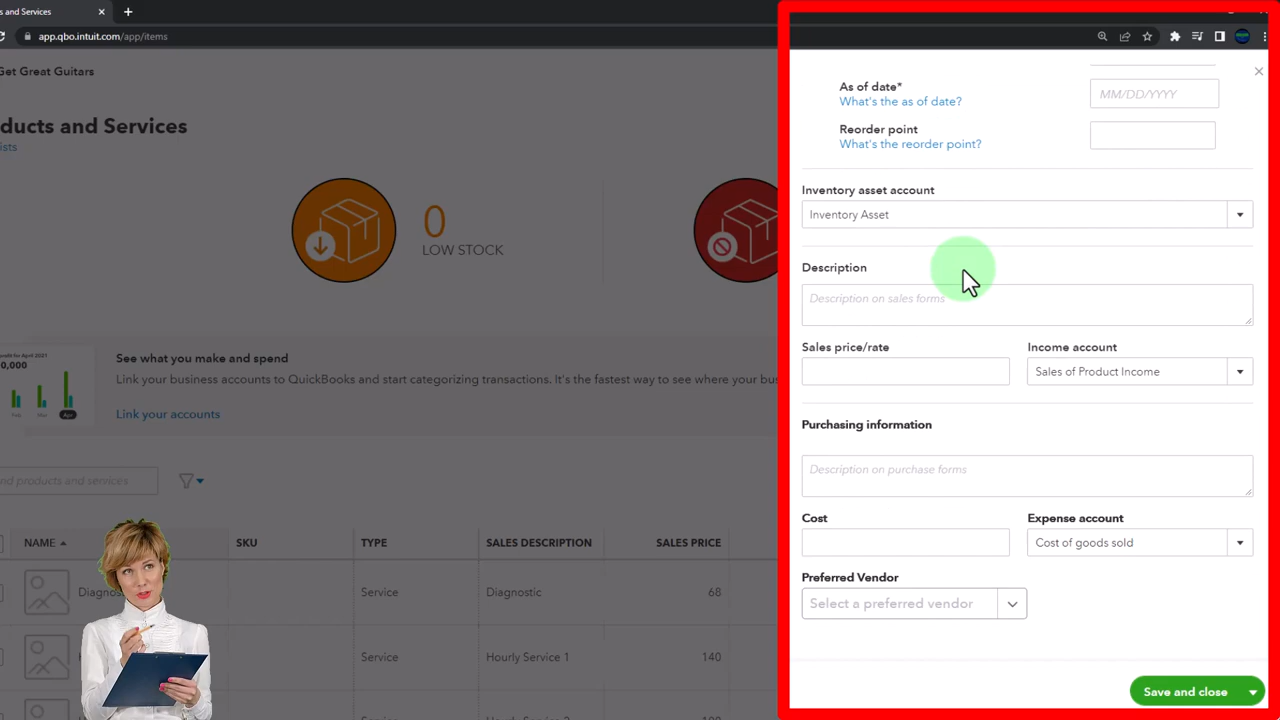 s and Services
app.qbo.intuit.com/app/items
Get Great Guitars
ducts and Services
ists
0
LOW STOCK
See what you make and spend
Link your business accounts to QuickBooks and start categorizing transactions. It's the fastest way to see where your bu
Link your accounts
nd products and services
NAME
SKU
TYPE
SALES DESCRIPTION
SALES PRICE
Diagnos
Service
Diagnostic
68
Service
Hourly Service 1
140
As of date*
What's the as of date?
MM/DD/YYYY
Reorder point
What's the reorder point?
Inventory asset account
Inventory Asset
Description
Description on sales forms
Sales price/rate
Income account
Sales of Product Income
Purchasing information
Description on purchase forms
Cost
Expense account
Cost of goods sold
Preferred Vendor
Select a preferred vendor
Save and close